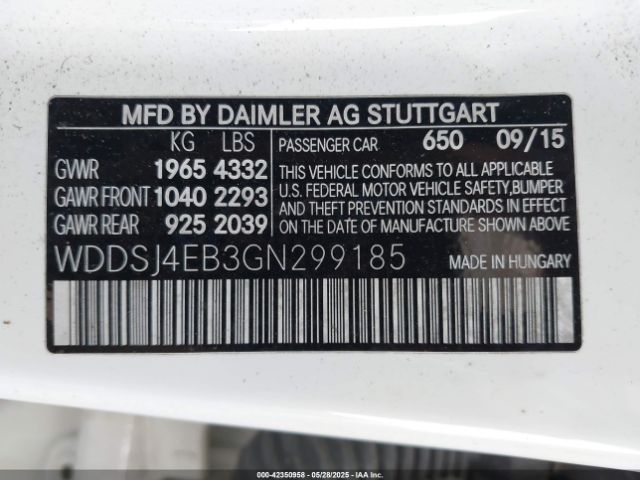 MFD BY DAIMLER AG STUTTGART
KG LBS
GVWR 1965 4332
GAWR FRONT 1040 2293
GAWR REAR 925 2039
PASSENGER CAR 650 09/15
THIS VEHICLE CONFORMS TO ALL APPLICABLE
U.S. FEDERAL MOTOR VEHICLE SAFETY,BUMPER
AND THEFT PREVENTION STANDARDS IN EFFECT
ON THE DATE OF MANUFACTURE SHOWN ABOVE.
WDDSJ4EB3GN299185 MADE IN HUNGARY
000-42350958 05/28/2025 IAA Inc.